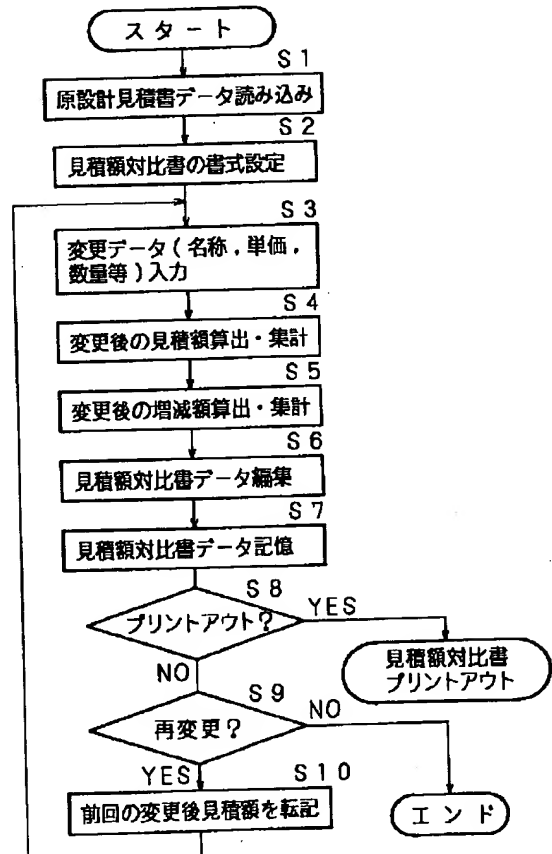 スタート
S1
原設計見積書データ読み込み
S2
見積額対比書の書式設定
S3
変更データ(名称,単価,
数量等)入力
S4
変更後の見積額算出・集計
S5
変更後の増減額算出・集計
S6
見積額対比書データ編集
S7
見積額対比書データ記憶
S8
プリントアウト?
YES
見積額対比書
プリントアウト
NO
S9
再変更?
NO
YES
S10
前回の変更後見積額を転記
エンド